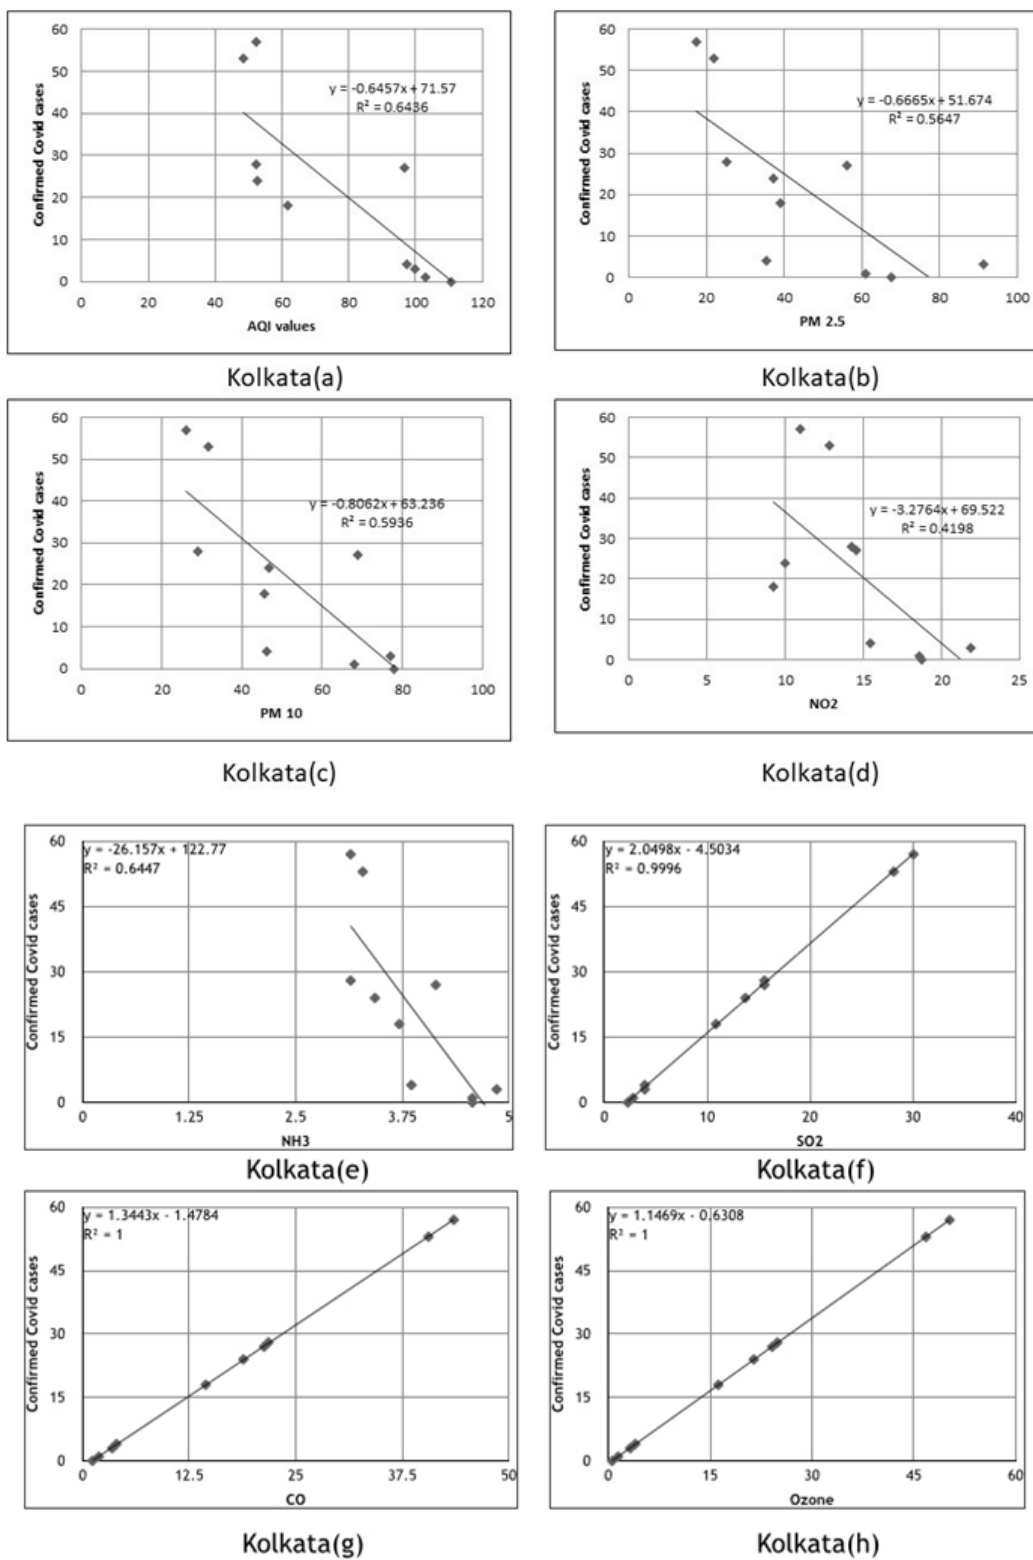 60
50
40
30
20
10
0
Confirmed Covid cases
y = -0.6457x + 71.57
R² = 0.6436
0 20 40 60 80 100 120
AQI values
Kolkata(a)
60
50
40
30
20
10
0
Confirmed Covid cases
y = -0.6665x + 51.674
R² = 0.5647
0 20 40 60 80 100
PM 2.5
Kolkata(b)
60
50
40
30
20
10
0
Confirmed Covid cases
y = -0.8062x + 63.236
R² = 0.5936
0 20 40 60 80 100
PM 10
Kolkata(c)
60
50
40
30
20
10
0
Confirmed Covid cases
y = -3.2764x + 69.522
R² = 0.4198
0 5 10 15 20 25
NO2
Kolkata(d)
60
45
30
15
0
Confirmed Covid cases
y = -26.157x + 122.77
R² = 0.6447
0 1.25 2.5 3.75 5
NH3
Kolkata(e)
60
45
30
15
0
Confirmed Covid cases
y = 2.0498x - 4.5034
R² = 0.9996
0 10 20 30 40
SO2
Kolkata(f)
60
45
30
15
0
Confirmed Covid cases
y = 1.3443x - 1.4784
R² = 1
0 12.5 25 37.5 50
CO
Kolkata(g)
60
45
30
15
0
Confirmed Covid cases
y = 1.1469x - 0.6308
R² = 1
0 15 30 45 60
Ozone
Kolkata(h)